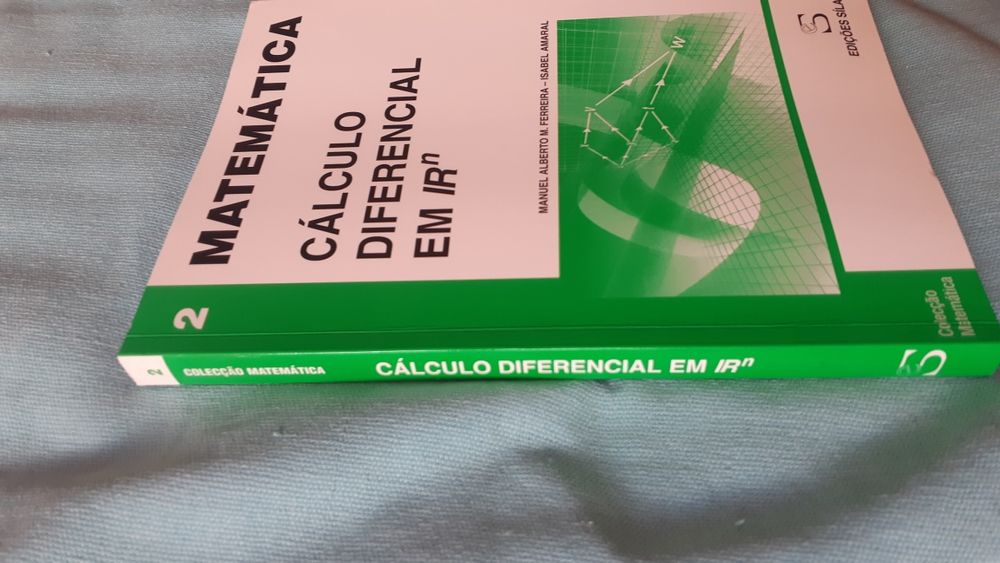 2
MATEMÁTICA
CÁLCULO
DIFERENCIAL
EM IRⁿ
MANUEL ALBERTO M. FERREIRA - ISABEL AMARAL
W
EDIÇÕES
Colecção
Matemática
2
COLECÇÃO MATEMÁTICA
CÁLCULO DIFERENCIAL EM IRⁿ